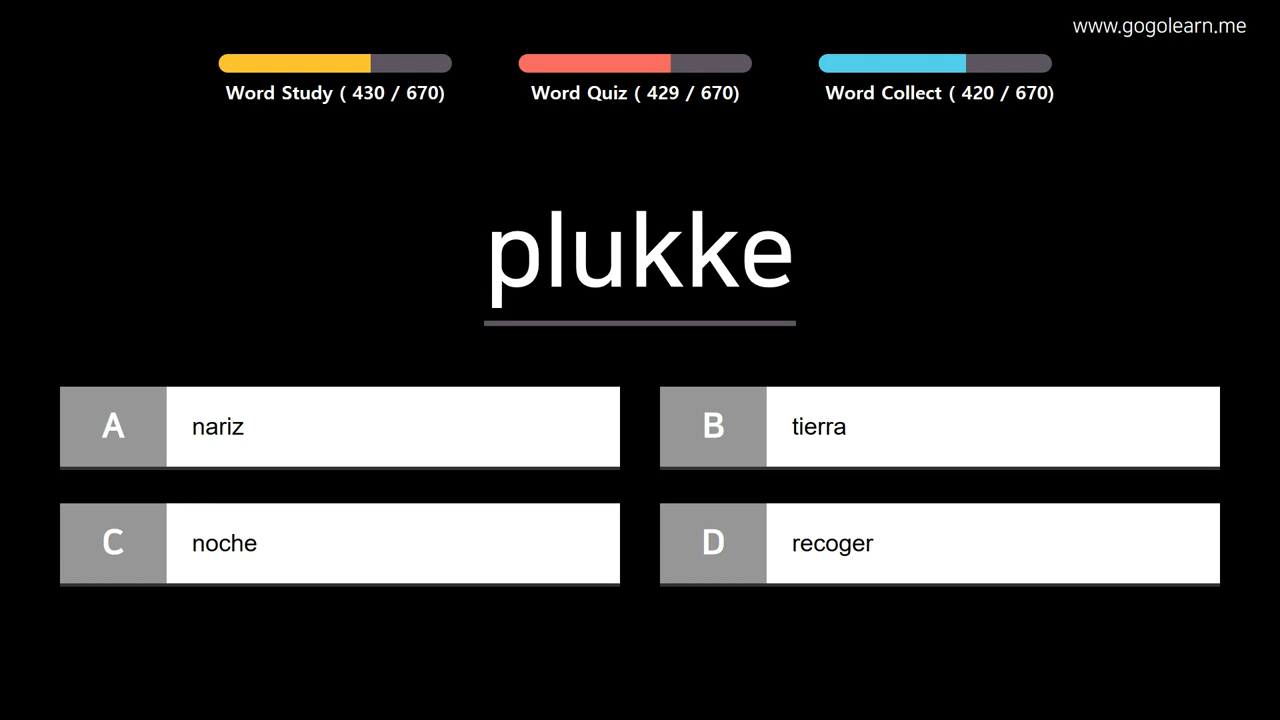 www.gogolearn.me
Word Study ( 430 / 670)
Word Quiz ( 429 / 670)
Word Collect ( 420 / 670)
plukke
A nariz
B tierra
C noche
D recoger